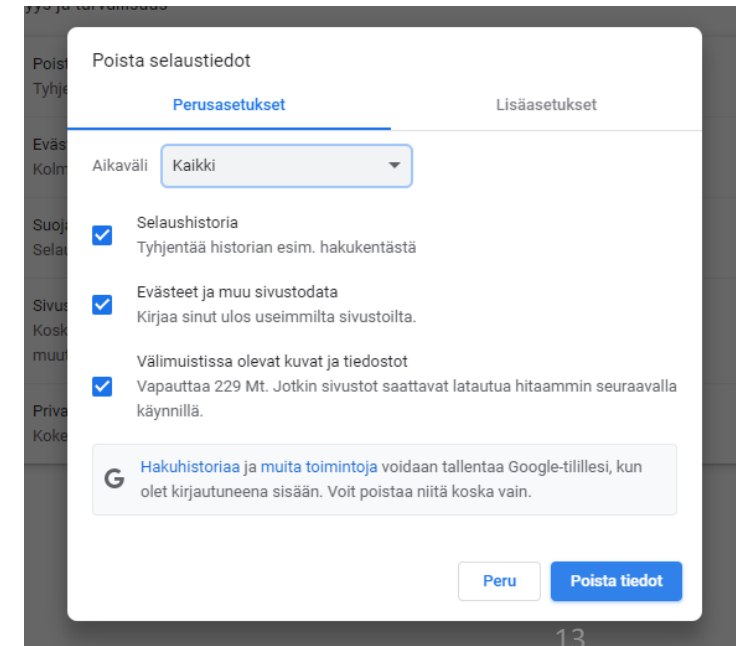 Poista selaustiedot
Perusasetukset Lisäasetukset
Aikaväli Kaikki
Selaushistoria
Tyhjentää historian esim. hakukentästä
Evästeet ja muu sivustodata
Kirjaa sinut ulos useimmilta sivustoilta.
Välimuistissa olevat kuvat ja tiedostot
Vapauttaa 229 Mt. Jotkin sivustot saattavat latautua hitaammin seuraavalla
käynnillä.
Hakuhistoriaa ja muita toimintoja voidaan tallentaa Google-tilillesi, kun
olet kirjautuneena sisään. Voit poistaa niitä koska vain.
Peru Poista tiedot
13